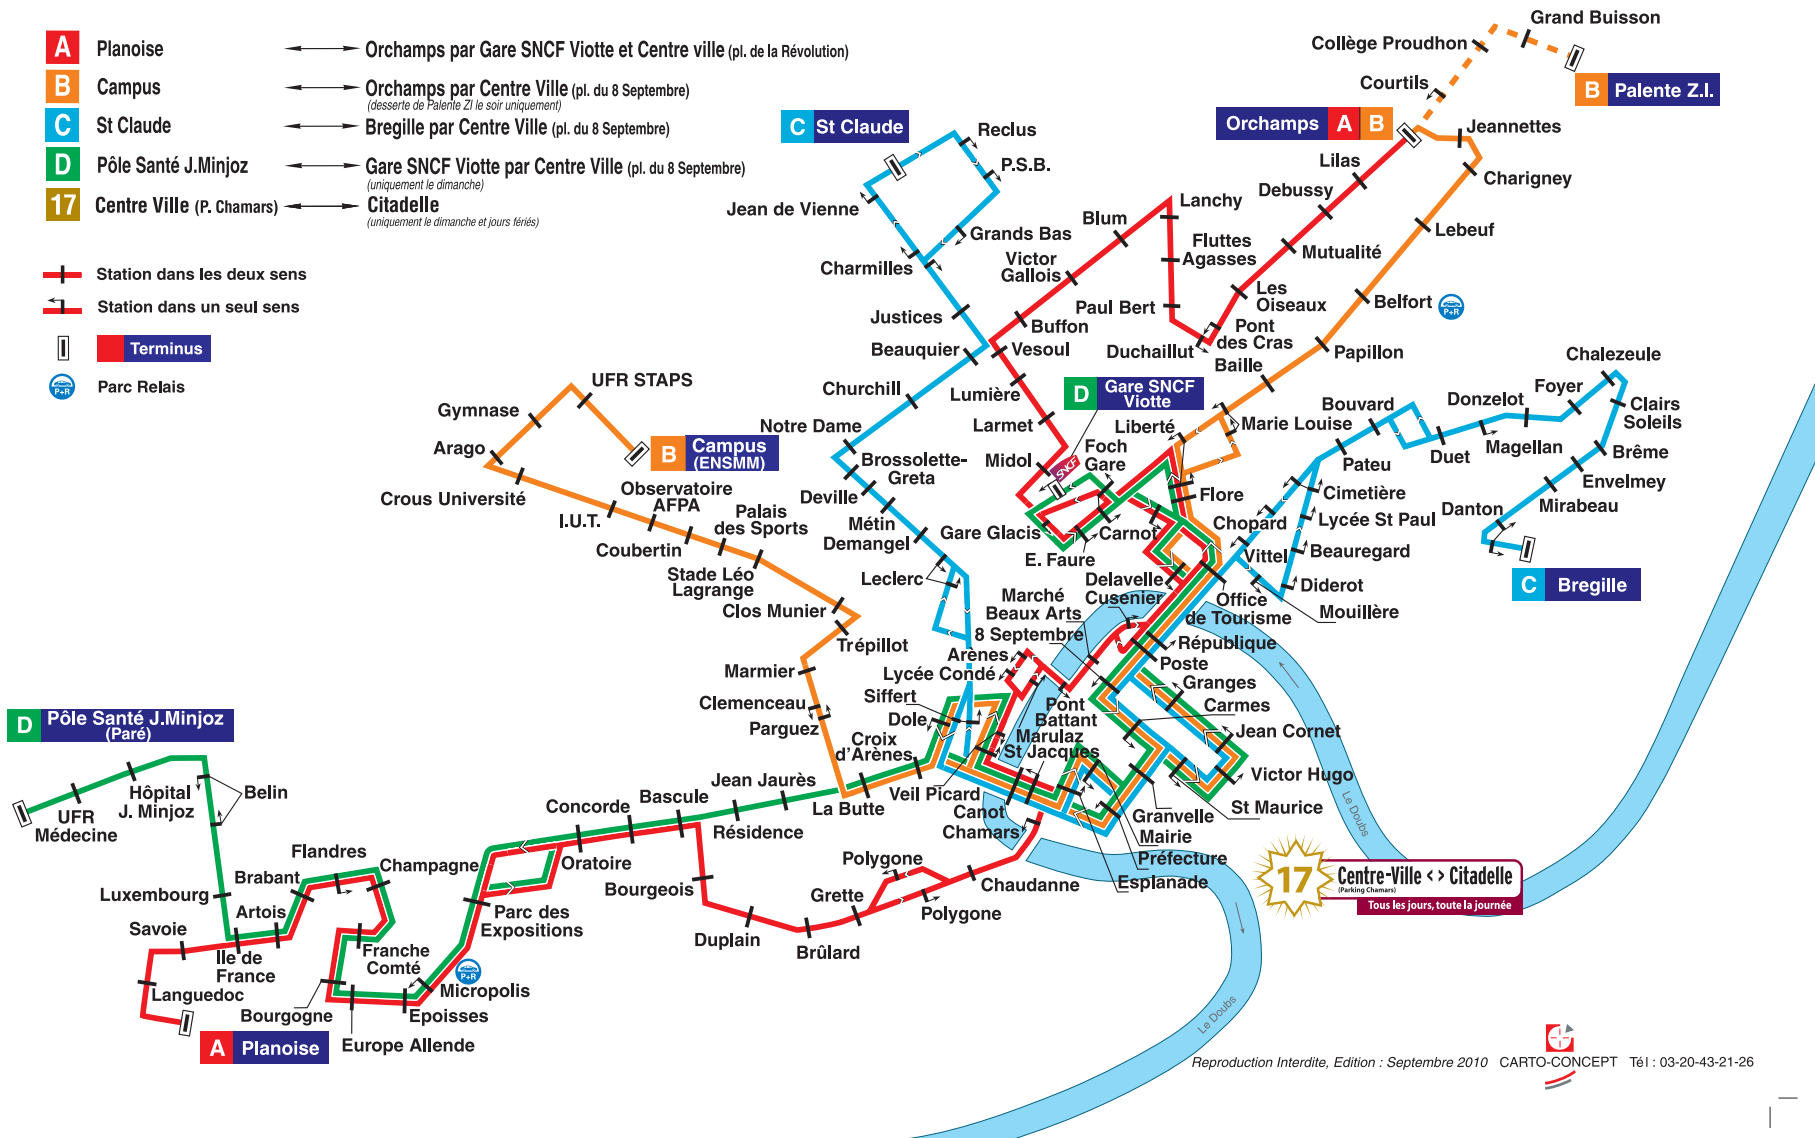 A Planoise Orchamps par Gare SNCF Viotte et Centre ville (pl. de la Révolution)
B Campus Orchamps par Centre Ville (pl. du 8 Septembre)
(desserte de Palente ZI le soir uniquement)
C St Claude Bregille par Centre Ville (pl. du 8 Septembre)
D Pôle Santé J.Minjoz Gare SNCF Viotte par Centre Ville (pl. du 8 Septembre)
(uniquement le dimanche)
17 Centre Ville (P. Chamars) Citadelle
(uniquement le dimanche et jours fériés)
Station dans les deux sens
Station dans un seul sens
Terminus
P+R Parc Relais
Grand Buisson
Collège Proudhon
Courtils
B Palente Z.I.
Orchamps A B
Jeannettes
Lilas
Charigney
Debussy
Lebeuf
Mutualité
Belfort
P+R
Les
Oiseaux
Pont
des Cras
Papillon
Baille
Duchaillut
Paul Bert
Fluttes
Agasses
Lanchy
Blum
Victor
Gallois
Buffon
Vesoul
Lumière
Larmet
Midol
SNCF
C St Claude
Reclus
P.S.B.
Jean de Vienne
Grands Bas
Charmilles
Justices
Beauquier
Churchill
Notre Dame
Brossolette-
Greta
Deville
Métin
Demangel
Leclerc
D Gare SNCF
Viotte
Foch
Gare
Liberté
Marie Louise
Flore
Gare Glacis
Carnot
E. Faure
Delavelle
Cusenier
Marché
Beaux Arts
8 Septembre
Office
de Tourisme
République
Poste
Granges
Carmes
Jean Cornet
Victor Hugo
St Maurice
Granvelle
Mairie
Préfecture
Esplanade
Arènes
Lycée Condé
Siffert
Dole
Croix
d'Arènes
Pont
Battant
Marulaz
St Jacques
Veil Picard
Canot
Chamars
Bouvard
Donzelot
Foyer
Chalezeule
Clairs
Soleils
Magellan
Duet
Pateu
Brême
Envelmey
Mirabeau
Danton
Cimetière
Lycée St Paul
Chopard
Vittel
Beauregard
Diderot
Mouillère
C Bregille
UFR STAPS
Gymnase
Arago
B Campus
(ENSMM)
Crous Université
Observatoire
AFPA
I.U.T.
Palais
des Sports
Coubertin
Stade Léo
Lagrange
Clos Munier
Trépillot
Marmier
Clemenceau
Parguez
D Pôle Santé J.Minjoz
(Paré)
UFR
Médecine
Hôpital
J. Minjoz
Belin
Luxembourg
Jean Jaurès
La Butte
Bascule
Résidence
Concorde
Oratoire
Bourgeois
Duplain
Brûlard
Grette
Polygone
Polygone
Chaudanne
Flandres
Champagne
Brabant
Artois
Savoie
Ile de
France
Languedoc
A Planoise
Franche
Comté
Bourgogne
Europe Allende
Epoisses
Micropolis
P+R
Parc des
Expositions
Le Doubs
Le Doubs
17 Centre-Ville < > Citadelle
(Parking Chamars)
Tous les jours, toute la journée
Reproduction Interdite, Edition : Septembre 2010 CARTO-CONCEPT Tél : 03-20-43-21-26